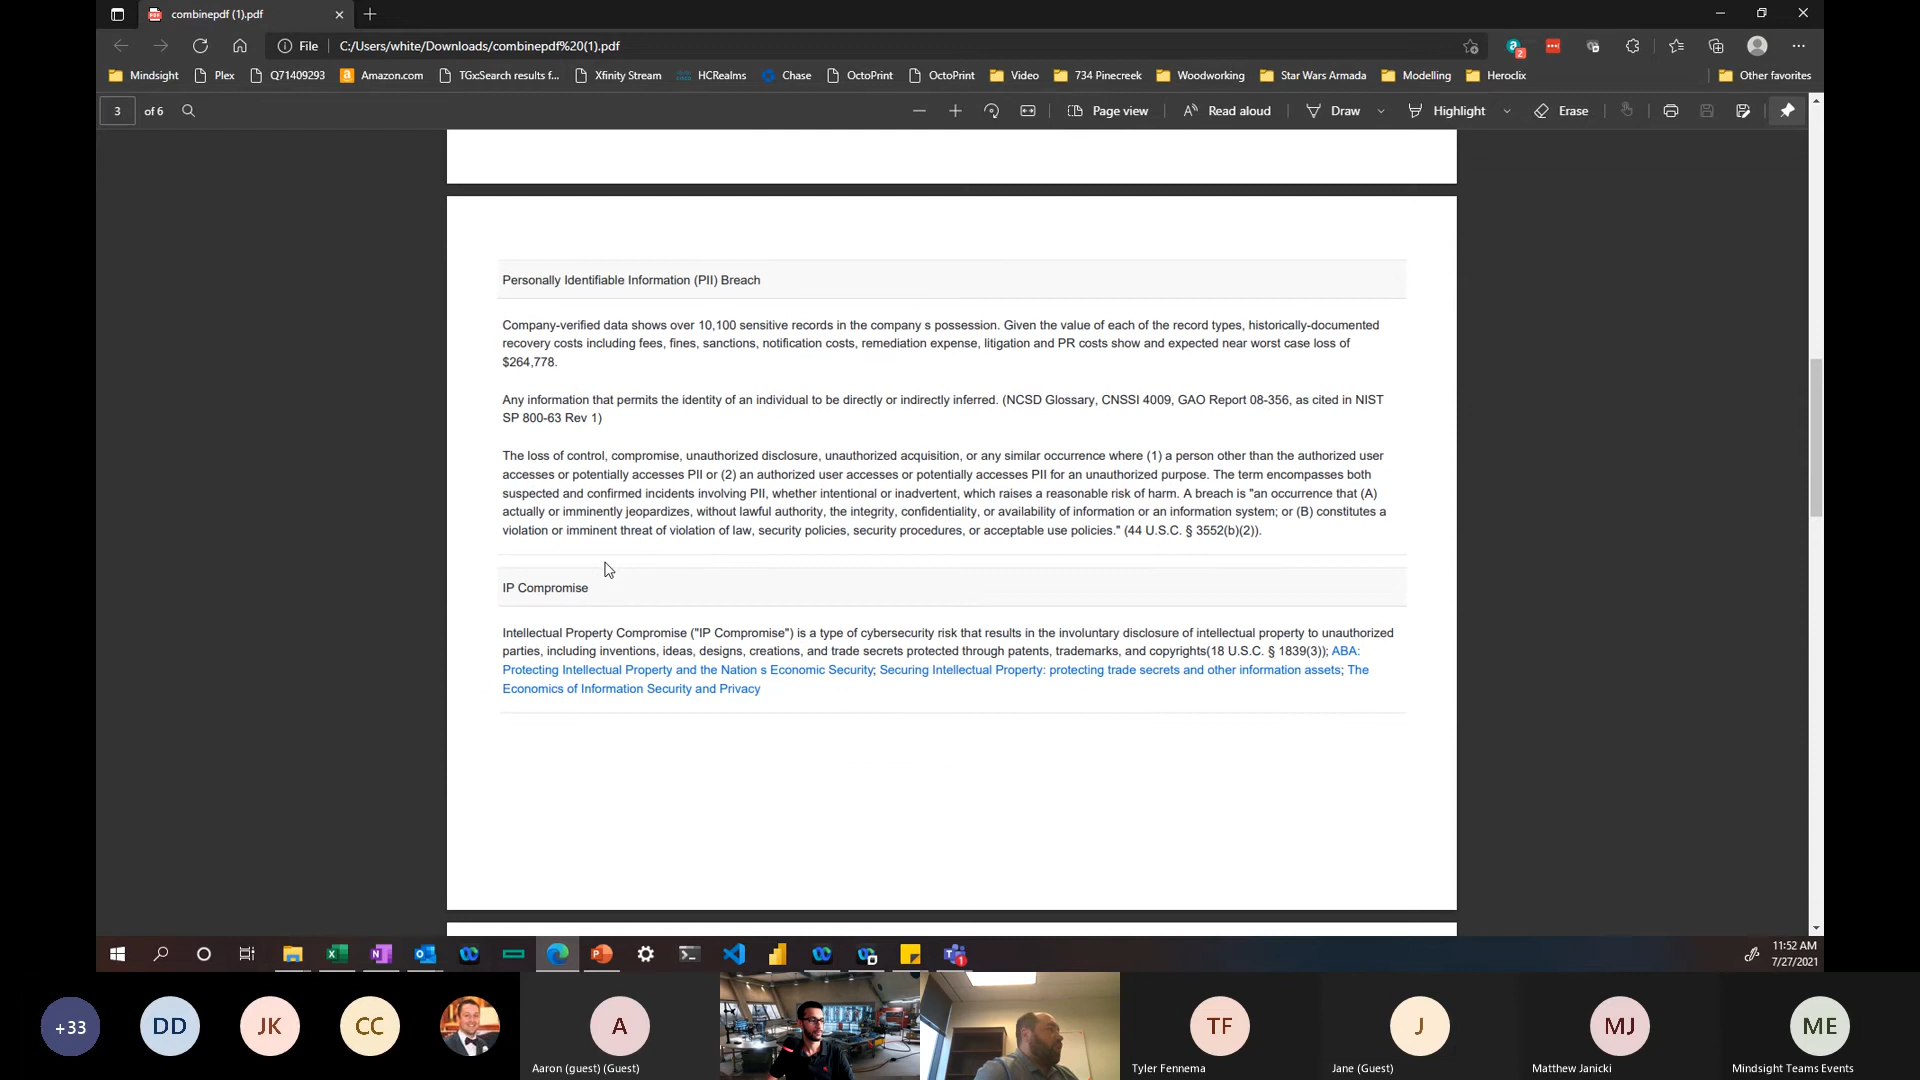 combinepdf (1).pdf
File C:/Users/white/Downloads/combinepdf%20(1).pdf
2
Mindsight Plex Q71409293 Amazon.com TGx:Search results f... Xfinity Stream HCRealms Chase OctoPrint OctoPrint Video 734 Pinecreek Woodworking Star Wars Armada Modelling Heroclix Other favorites
3 of 6 Page view Read aloud Draw Highlight Erase
Personally Identifiable Information (PII) Breach
Company-verified data shows over 10,100 sensitive records in the company s possession. Given the value of each of the record types, historically-documented
recovery costs including fees, fines, sanctions, notification costs, remediation expense, litigation and PR costs show and expected near worst case loss of
$264,778.
Any information that permits the identity of an individual to be directly or indirectly inferred. (NCSD Glossary, CNSSI 4009, GAO Report 08-356, as cited in NIST
SP 800-63 Rev 1)
The loss of control, compromise, unauthorized disclosure, unauthorized acquisition, or any similar occurrence where (1) a person other than the authorized user
accesses or potentially accesses PII or (2) an authorized user accesses or potentially accesses PII for an unauthorized purpose. The term encompasses both
suspected and confirmed incidents involving PII, whether intentional or inadvertent, which raises a reasonable risk of harm. A breach is "an occurrence that (A)
actually or imminently jeopardizes, without lawful authority, the integrity, confidentiality, or availability of information or an information system; or (B) constitutes a
violation or imminent threat of violation of law, security policies, security procedures, or acceptable use policies." (44 U.S.C. § 3552(b)(2)).
IP Compromise
Intellectual Property Compromise ("IP Compromise") is a type of cybersecurity risk that results in the involuntary disclosure of intellectual property to unauthorized
parties, including inventions, ideas, designs, creations, and trade secrets protected through patents, trademarks, and copyrights(18 U.S.C. § 1839(3)); ABA:
Protecting Intellectual Property and the Nation s Economic Security; Securing Intellectual Property: protecting trade secrets and other information assets; The
Economics of Information Security and Privacy
11:52 AM
7/27/2021
+33 DD JK CC A TF J MJ ME
Aaron (guest) (Guest) Tyler Fennema Jane (Guest) Matthew Janicki Mindsight Teams Events